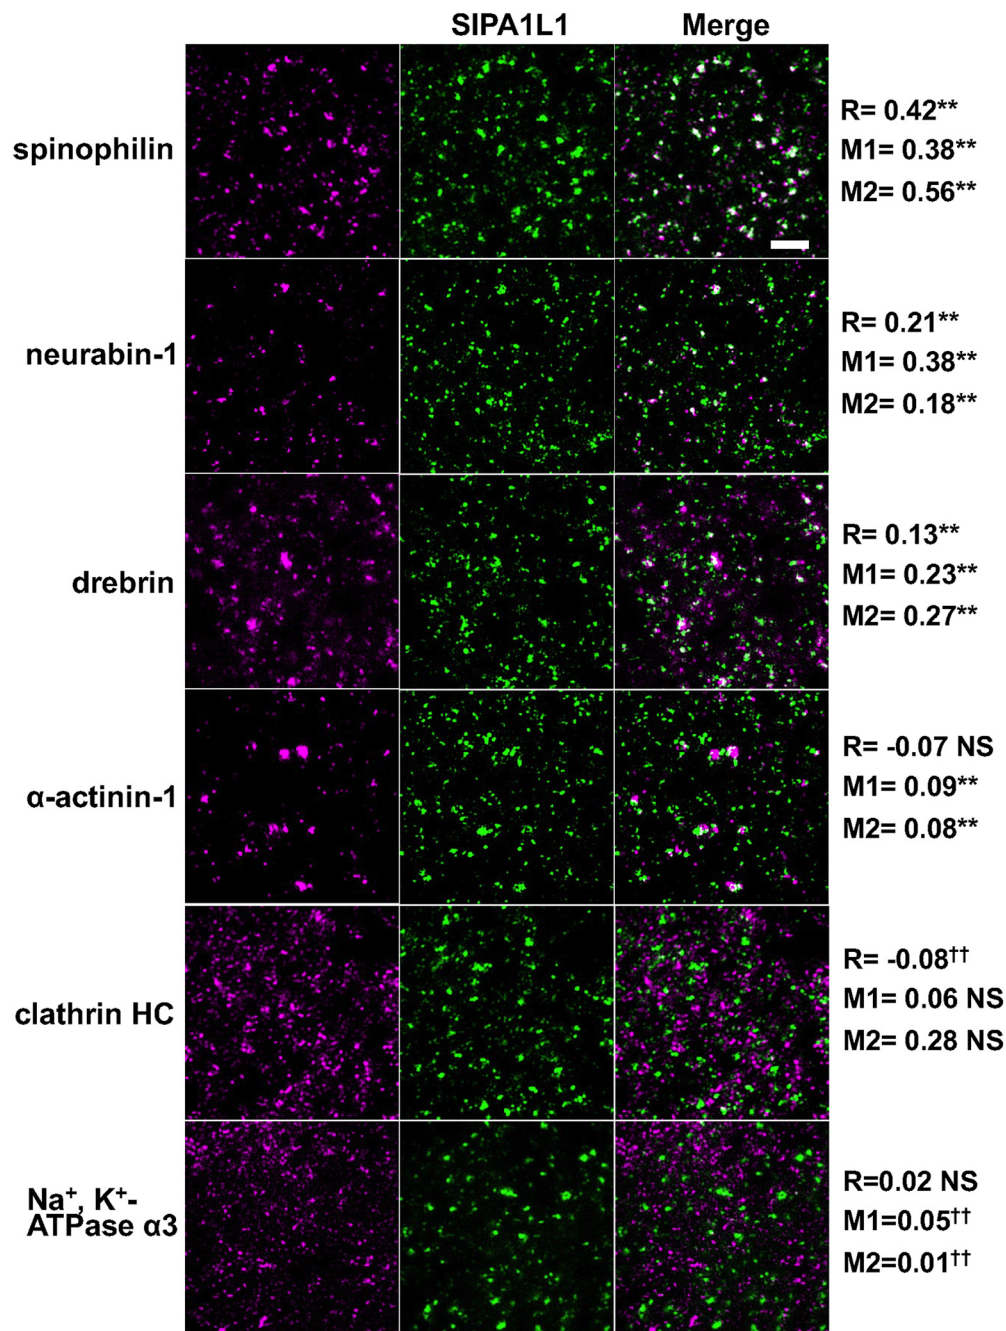 SIPA1L1 Merge
spinophilin
R= 0.42**
M1= 0.38**
M2= 0.56**
neurabin-1
R= 0.21**
M1= 0.38**
M2= 0.18**
drebrin
R= 0.13**
M1= 0.23**
M2= 0.27**
α-actinin-1
R= -0.07 NS
M1= 0.09**
M2= 0.08**
clathrin HC
R= -0.08††
M1= 0.06 NS
M2= 0.28 NS
Na⁺, K⁺-
ATPase α3
R=0.02 NS
M1=0.05††
M2=0.01††